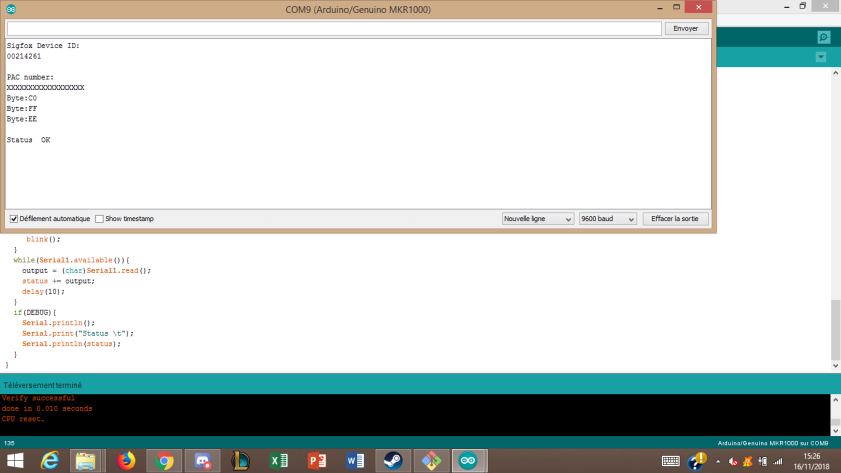 COM9 (Arduino/Genuino MKR1000)
Envoyer
Sigfox Device ID:
00214261
PAC number:
XXXXXXXXXXXXXXXXXX
Byte:C0
Byte:FF
Byte:EE
Status  OK
Défilement automatique Show timestamp Nouvelle ligne 9600 baud Effacer la sortie
blink();
}
while(Serial1.available()){
output = (char)Serial1.read();
status += output;
delay(10);
}
if(DEBUG){
Serial.println();
Serial.print("Status \t");
Serial.println(status);
}
}
Téléversement terminé
Verify successful
done in 0.010 seconds
CPU reset.
136 Arduino/Genuino MKR1000 sur COM9
15:26
16/11/2018